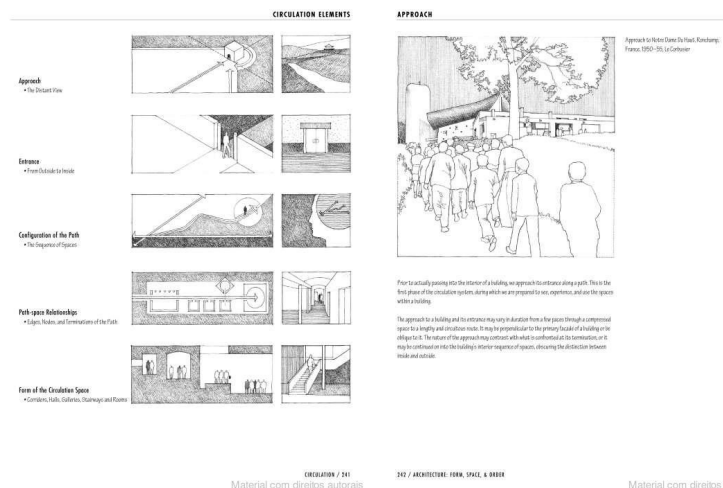 CIRCULATION ELEMENTS
Approach
• The Distant View
Entrance
• From Outside to Inside
Configuration of the Path
• The Sequence of Spaces
Path-space Relationships
• Edges, Nodes, and Terminations of the Path
Form of the Circulation Space
• Corridors, Halls, Galleries, Stairways and Rooms
CIRCULATION / 241
Material com direitos autorais
APPROACH
Approach to Notre Dame Du Haut, Ronchamp,
France, 1950–55, Le Corbusier
Prior to actually passing into the interior of a building, we approach its entrance along a path. This is the
first phase of the circulation system, during which we are prepared to see, experience, and use the spaces
within a building.
The approach to a building and its entrance may vary in duration from a few paces through a compressed
space to a lengthy and circuitous route. It may be perpendicular to the primary facade of a building or be
oblique to it. The nature of the approach may contrast with what is confronted at its termination, or it
may be continued on into the building's interior sequence of spaces, obscuring the distinction between
inside and outside.
242 / ARCHITECTURE: FORM, SPACE, & ORDER
Material com direitos